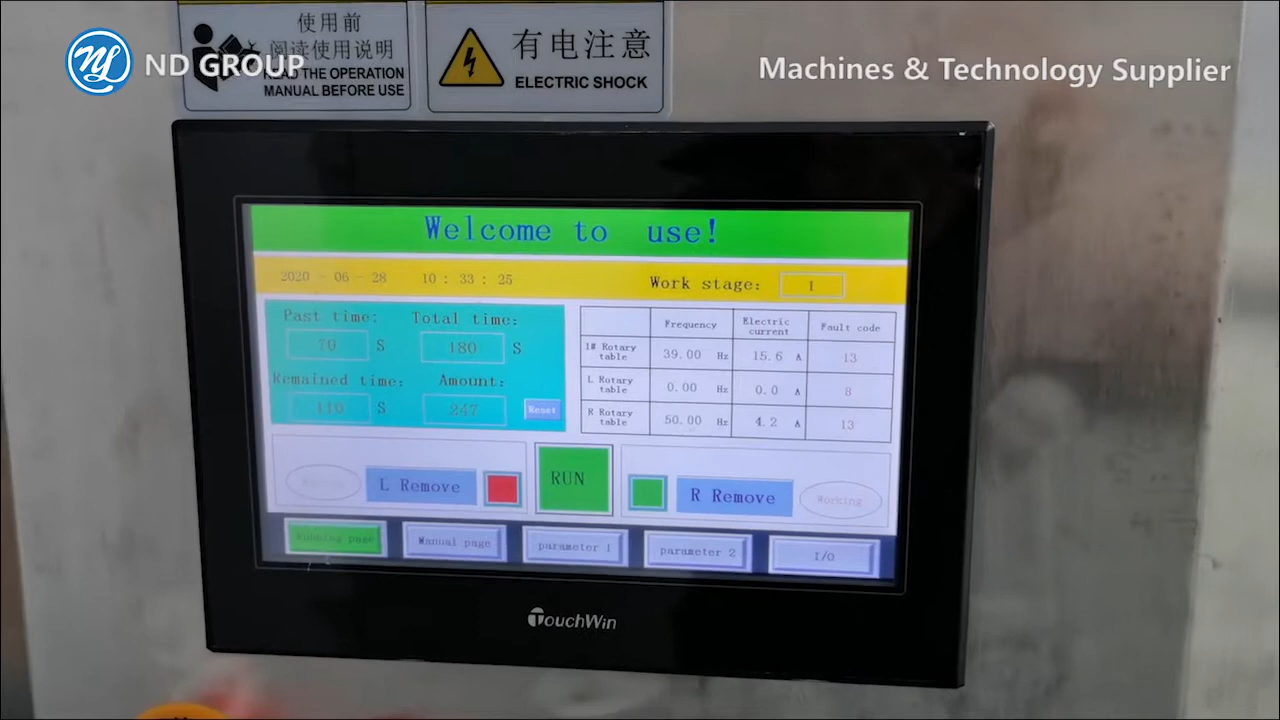 使用前
阅读使用说明
READ THE OPERATION
MANUAL BEFORE USE
有电注意
ELECTRIC SHOCK
ND GROUP
Machines & Technology Supplier
Welcome to use!
2020 - 06 - 28 10 : 33 : 25
Work stage: 1
Past time: Total time:
70 S 180 S
Remained time: Amount:
110 S 247 Reset
Frequency Electric current Fault code
1# Rotary table 39.00 Hz 15.6 A 13
L Rotary table 0.00 Hz 0.0 A 8
R Rotary table 50.00 Hz 4.2 A 13
L Remove RUN R Remove Working
Running page Manual page parameter 1 parameter 2 I/O
TouchWin